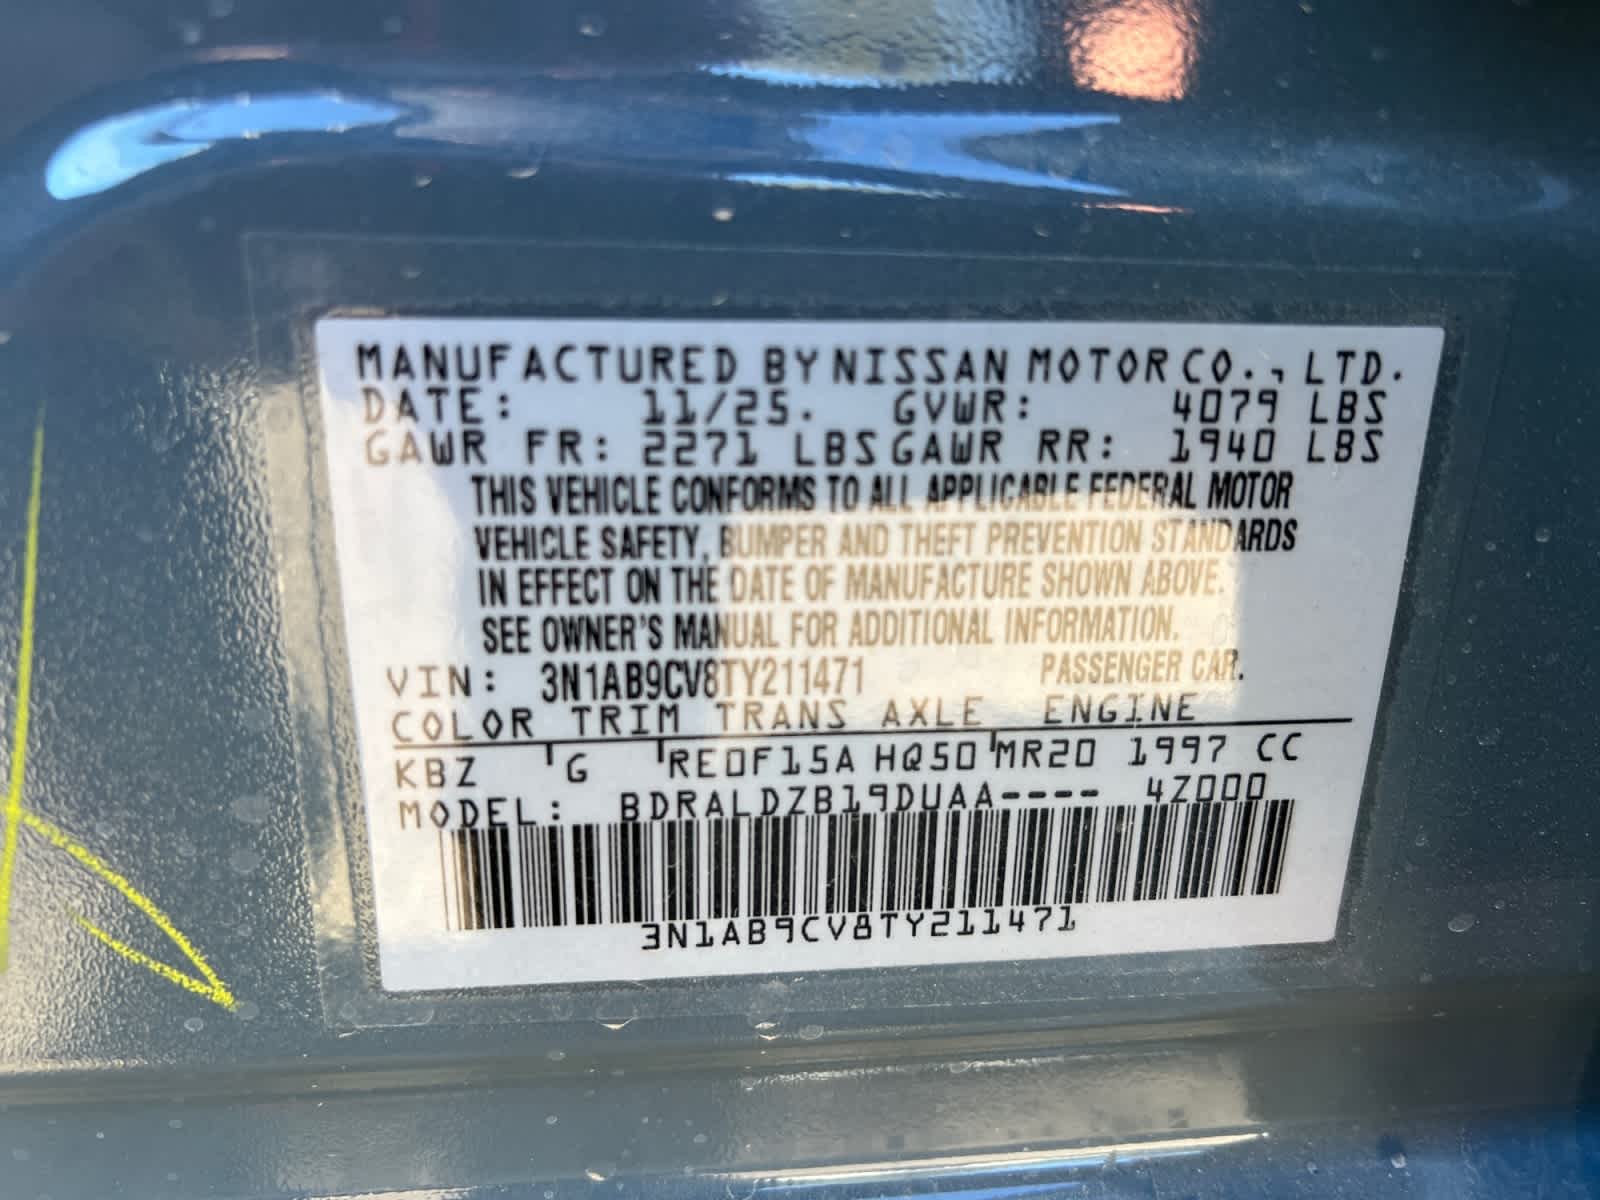 MANUFACTURED BY NISSAN MOTOR CO., LTD.
DATE: 11/25. GVWR: 4079 LBS
GAWR FR: 2271 LBS GAWR RR: 1940 LBS
THIS VEHICLE CONFORMS TO ALL APPLICABLE FEDERAL MOTOR
VEHICLE SAFETY, BUMPER AND THEFT PREVENTION STANDARDS
IN EFFECT ON THE DATE OF MANUFACTURE SHOWN ABOVE.
SEE OWNER'S MANUAL FOR ADDITIONAL INFORMATION.
VIN: 3N1AB9CV8TY211471 PASSENGER CAR.
COLOR TRIM TRANS AXLE ENGINE
KBZ G RE0F15A HQ50 MR20 1997 CC
MODEL: BDRALDZB19DUAA---- 4Z000
3N1AB9CV8TY211471